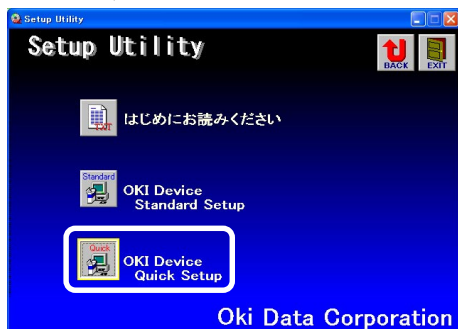 Setup Utility
Setup Utility
BACK
EXIT
TXT
はじめにお読みください
Standard
OKI Device
Standard Setup
Quick
OKI Device
Quick Setup
Oki Data Corporation